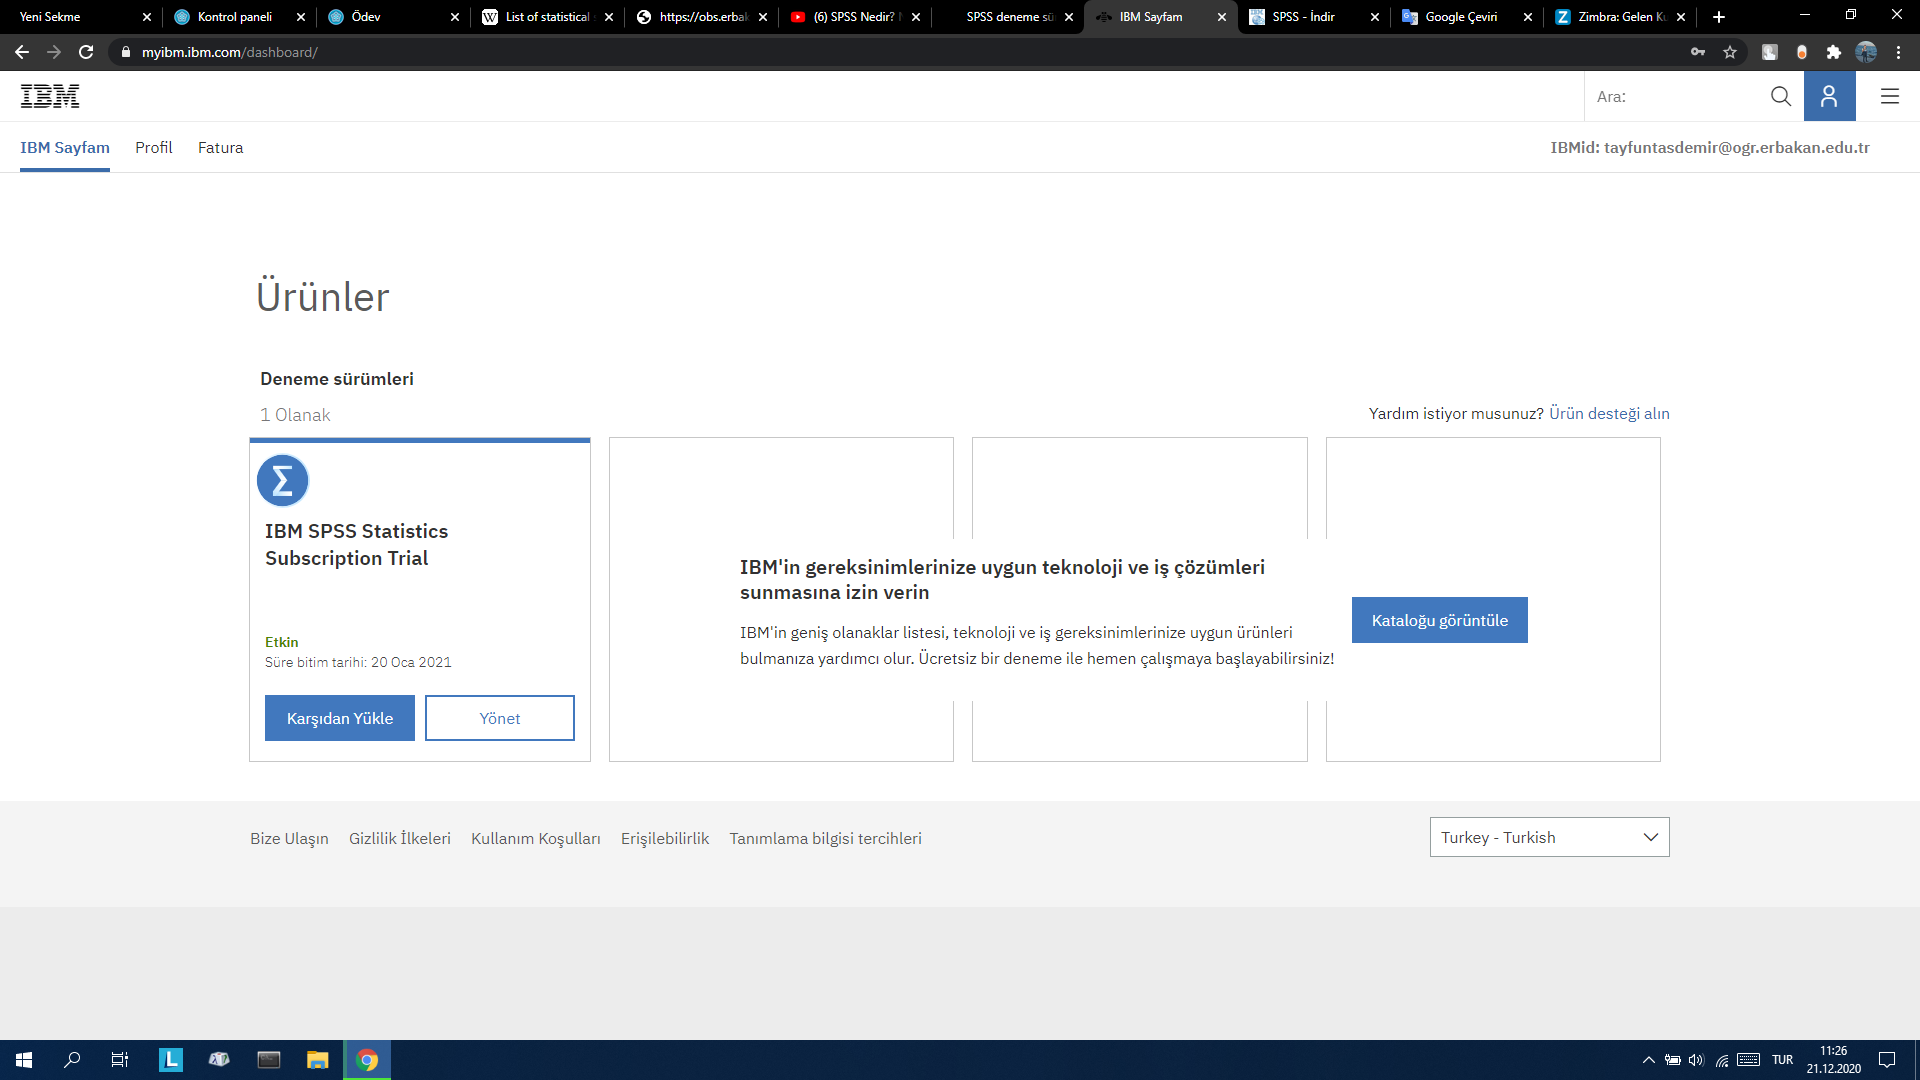 Yeni Sekme
Kontrol paneli
Ödev
List of statistical
https://obs.erbak
(6) SPSS Nedir?
SPSS deneme sü
IBM Sayfam
SPSS - İndir
Google Çeviri
Zimbra: Gelen Ku
myibm.ibm.com/dashboard/
IBM
Ara:
IBM Sayfam
Profil
Fatura
IBMid: tayfuntasdemir@ogr.erbakan.edu.tr
Ürünler
Deneme sürümleri
1 Olanak
Yardım istiyor musunuz? Ürün desteği alın
Σ
IBM SPSS Statistics
Subscription Trial
Etkin
Süre bitim tarihi: 20 Oca 2021
Karşıdan Yükle
Yönet
IBM'in gereksinimlerinize uygun teknoloji ve iş çözümleri
sunmasına izin verin
IBM'in geniş olanaklar listesi, teknoloji ve iş gereksinimlerinize uygun ürünleri
bulmanıza yardımcı olur. Ücretsiz bir deneme ile hemen çalışmaya başlayabilirsiniz!
Kataloğu görüntüle
Bize Ulaşın
Gizlilik İlkeleri
Kullanım Koşulları
Erişilebilirlik
Tanımlama bilgisi tercihleri
Turkey - Turkish
L
TUR
11:26
21.12.2020